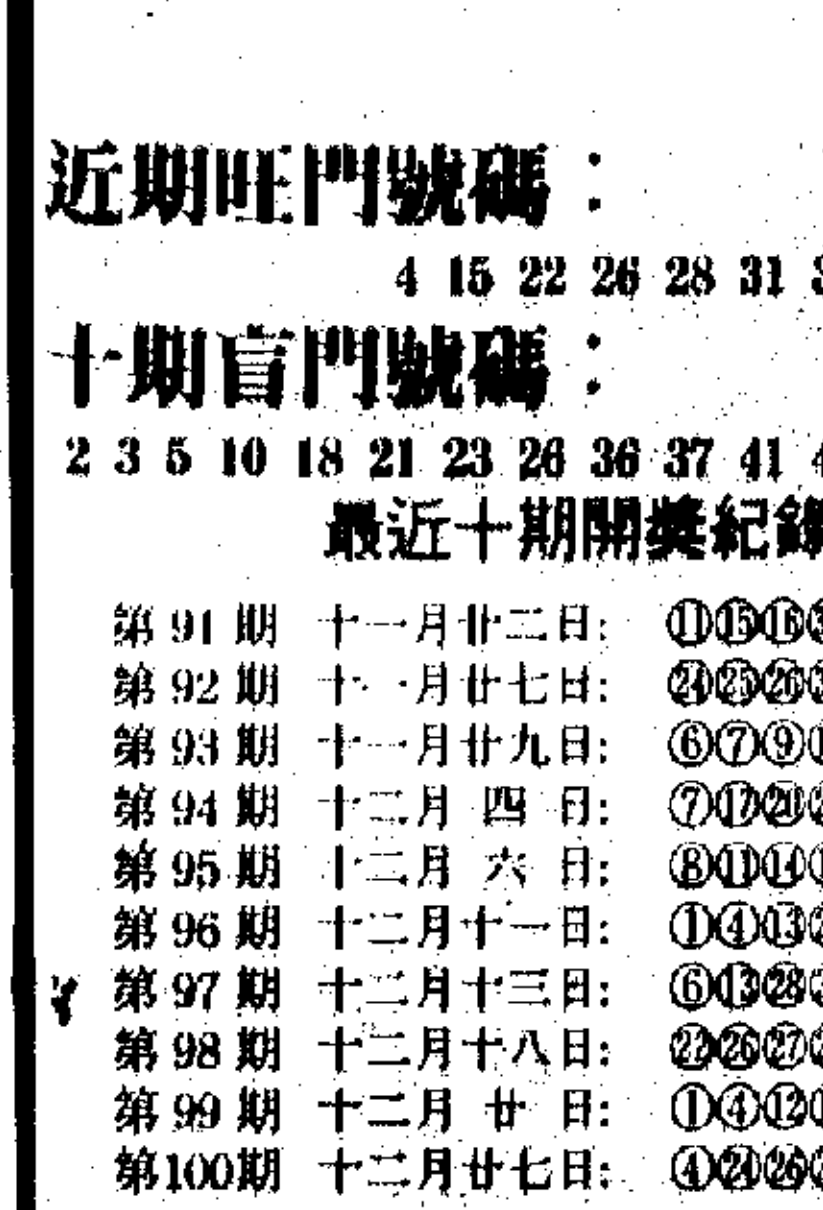 近期旺門號碼：
4 15 22 26 28 31
十期盲門號碼：
2 3 5 10 18 21 23 26 36 37 41
最近十期開獎紀錄
第 91 期 十一月廿二日: ⑪⑮⑯
第 92 期 十一月廿七日: ㉔㉕㉖
第 93 期 十一月廿九日: ⑥⑦⑨
第 94 期 十二月 四 日: ⑦⑰⑳
第 95 期 十二月 六 日: ⑧⑪⑭
第 96 期 十二月十一日: ①④⑬
第 97 期 十二月十三日: ⑥⑬㉘
第 98 期 十二月十八日: ㉒㉖㉗
第 99 期 十二月 廿 日: ①④⑫
第100期 十二月廿七日: ④㉔㉖